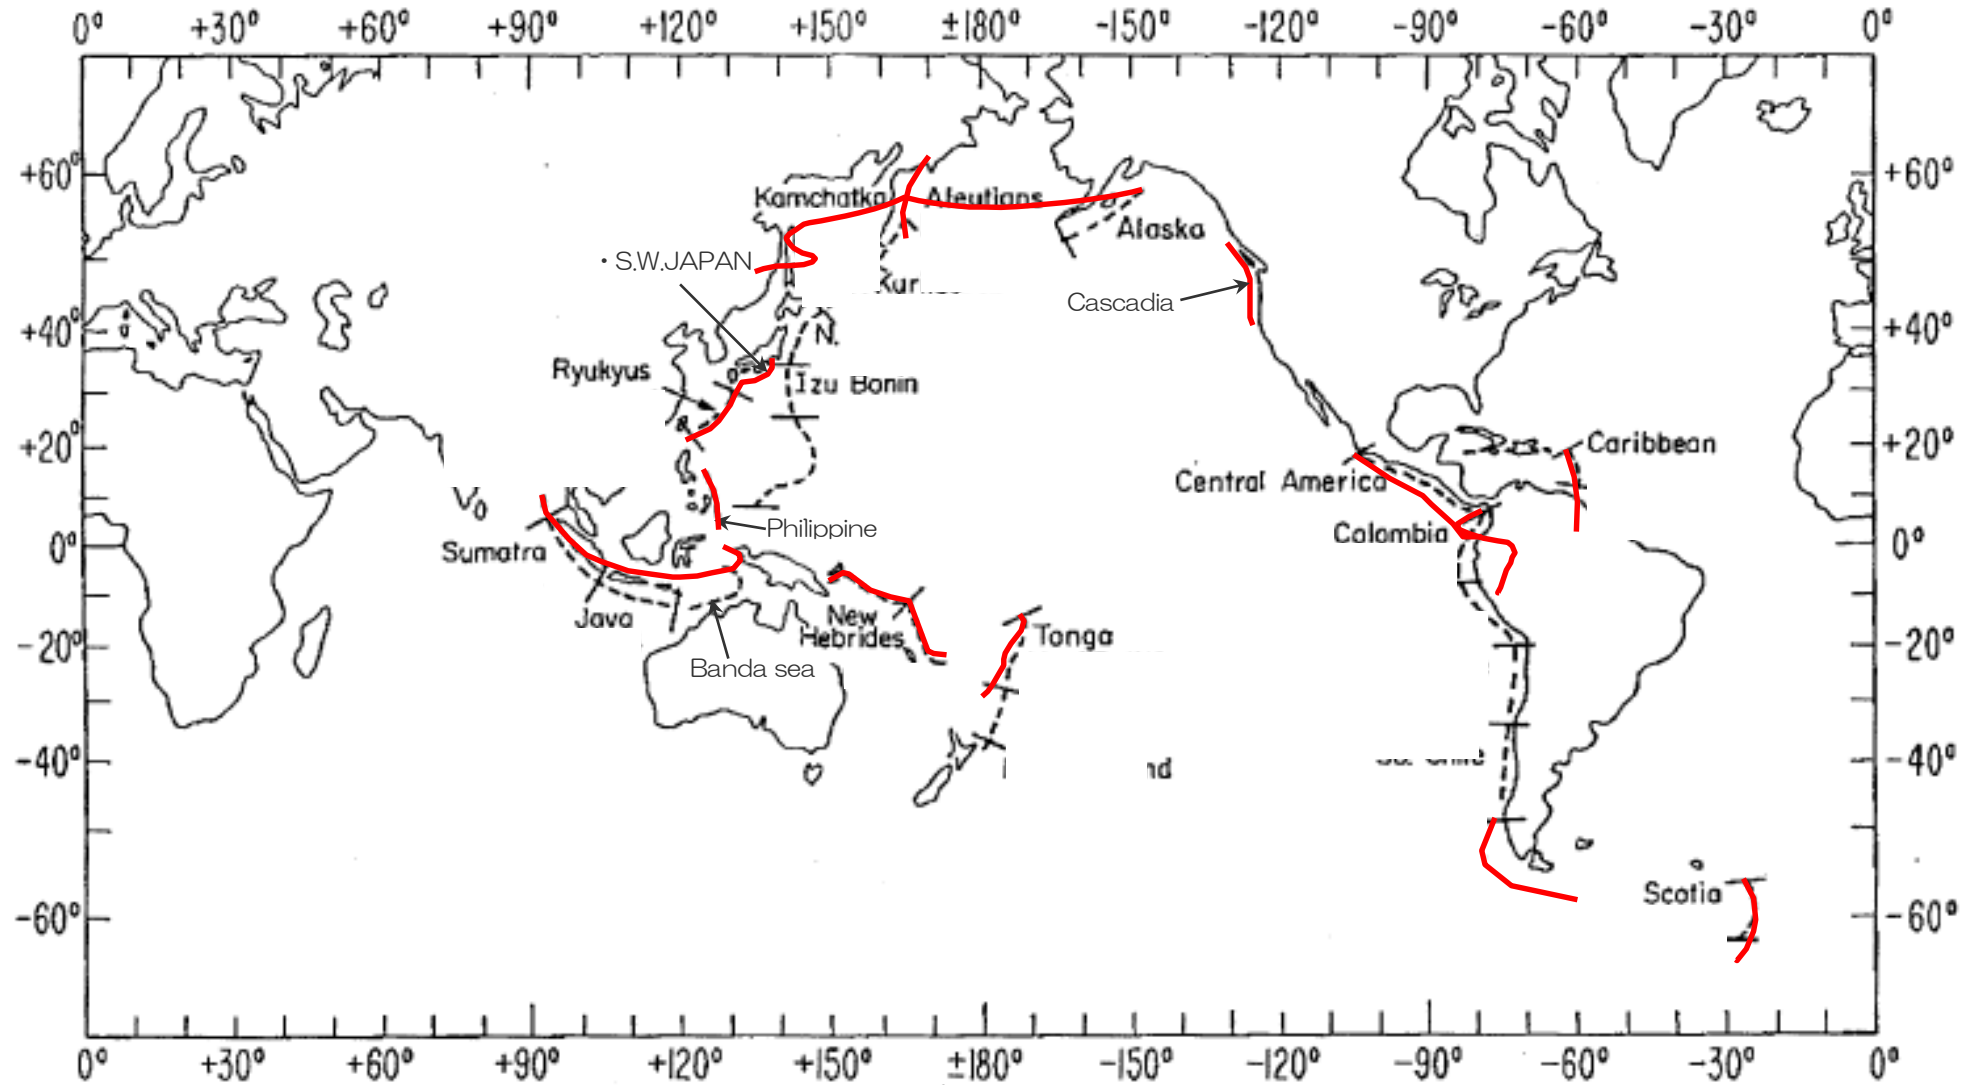 0° +30° +60° +90° +120° +150° ±180° -150° -120° -90° -60° -30° 0°
+60° Kamchatka Aleutians +60°
Alaska
• S.W.JAPAN
Cascadia
+40° N. +40°
Ryukyus Izu Bonin
+20° Caribbean +20°
Central America
Philippine
Colombia
0° Sumatra 0°
Java New
Hebrides Tonga
-20° -20°
Banda sea
-40° -40°
Scotia
-60° -60°
0° +30° +60° +90° +120° +150° ±180° -150° -120° -90° -60° -30° 0°